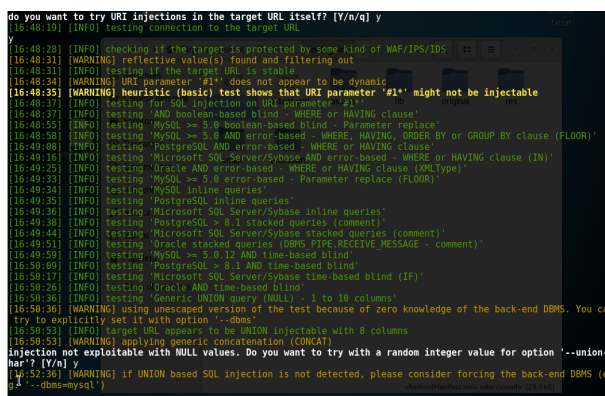 do you want to try URI injections in the target URL itself? [Y/n/q] y
[16:48:19] [INFO] testing connection to the target URL
y
[16:48:28] [INFO] checking if the target is protected by some kind of WAF/IPS/IDS
[16:48:31] [WARNING] reflective value(s) found and filtering out
[16:48:31] [INFO] testing if the target URL is stable
[16:48:34] [WARNING] URI parameter '#1*' does not appear to be dynamic
[16:48:35] [WARNING] heuristic (basic) test shows that URI parameter '#1*' might not be injectable
[16:48:37] [INFO] testing for SQL injection on URI parameter '#1*'
lib original res
[16:48:37] [INFO] testing 'AND boolean-based blind - WHERE or HAVING clause'
[16:48:55] [INFO] testing 'MySQL >= 5.0 boolean-based blind - Parameter replace'
[16:48:58] [INFO] testing 'MySQL >= 5.0 AND error-based - WHERE, HAVING, ORDER BY or GROUP BY clause (FLOOR)'
[16:49:08] [INFO] testing 'PostgreSQL AND error-based - WHERE or HAVING clause'
[16:49:16] [INFO] testing 'Microsoft SQL Server/Sybase AND error-based - WHERE or HAVING clause (IN)'
[16:49:25] [INFO] testing 'Oracle AND error-based - WHERE or HAVING clause (XMLType)'
[16:49:33] [INFO] testing 'MySQL >= 5.0 error-based - Parameter replace (FLOOR)'
[16:49:34] [INFO] testing 'MySQL inline queries'
[16:49:35] [INFO] testing 'PostgreSQL inline queries'
[16:49:36] [INFO] testing 'Microsoft SQL Server/Sybase inline queries'
[16:49:38] [INFO] testing 'PostgreSQL > 8.1 stacked queries (comment)'
[16:49:44] [INFO] testing 'Microsoft SQL Server/Sybase stacked queries (comment)'
[16:49:51] [INFO] testing 'Oracle stacked queries (DBMS_PIPE.RECEIVE_MESSAGE - comment)'
[16:49:59] [INFO] testing 'MySQL >= 5.0.12 AND time-based blind'
[16:50:09] [INFO] testing 'PostgreSQL > 8.1 AND time-based blind'
[16:50:17] [INFO] testing 'Microsoft SQL Server/Sybase time-based blind (IF)'
[16:50:26] [INFO] testing 'Oracle AND time-based blind'
[16:50:36] [INFO] testing 'Generic UNION query (NULL) - 1 to 10 columns'
[16:50:36] [WARNING] using unescaped version of the test because of zero knowledge of the back-end DBMS. You ca
try to explicitly set it with option '--dbms'
[16:50:53] [INFO] target URL appears to be UNION injectable with 8 columns
[16:50:53] [WARNING] applying generic concatenation (CONCAT)
injection not exploitable with NULL values. Do you want to try with a random integer value for option '--union-
har'? [Y/n] y
[16:52:36] [WARNING] if UNION based SQL injection is not detected, please consider forcing the back-end DBMS (e
g. '--dbms=mysql')
«AndroidManifest.xml» seleccionado (23,4 kB)